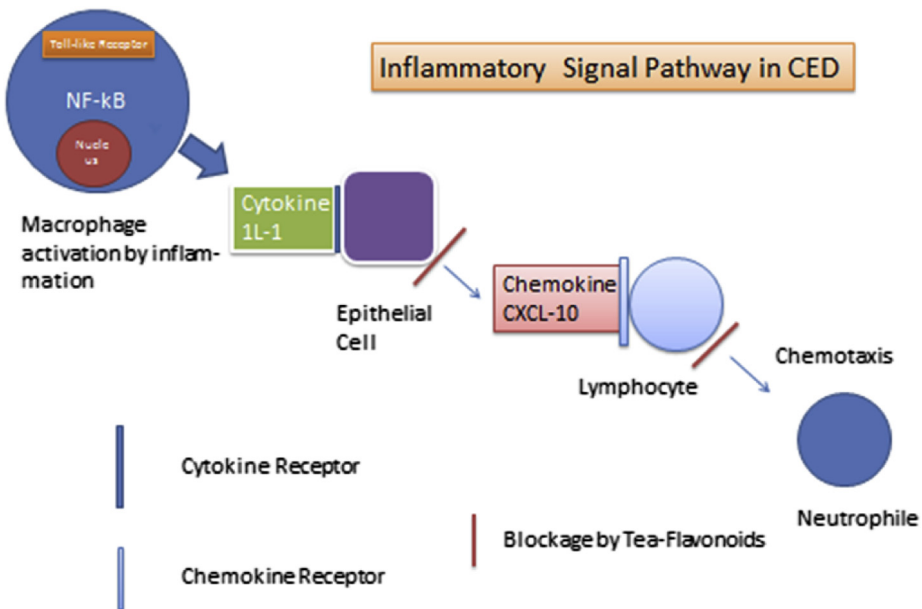 Toll-like Receptor
Inflammatory Signal Pathway in CED
NF-kB
Nucle
us
Cytokine
1L-1
Macrophage
activation by inflam-
mation
Chemokine
CXCL-10
Epithelial
Cell
Chemotaxis
Lymphocyte
Cytokine Receptor
Neutrophile
Blockage by Tea-Flavonoids
Chemokine Receptor